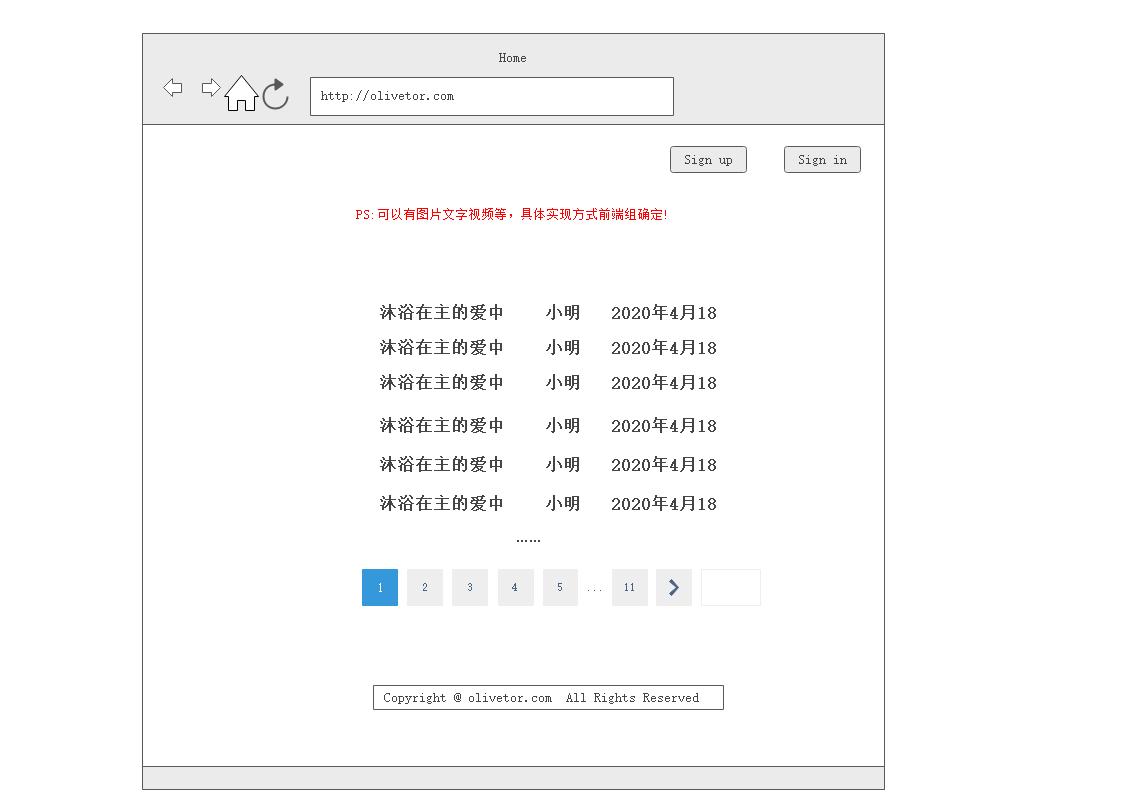 Home
http://olivetor.com
Sign up Sign in
PS:可以有图片文字视频等，具体实现方式前端组确定!
沐浴在主的爱中 小明 2020年4月18
沐浴在主的爱中 小明 2020年4月18
沐浴在主的爱中 小明 2020年4月18
沐浴在主的爱中 小明 2020年4月18
沐浴在主的爱中 小明 2020年4月18
沐浴在主的爱中 小明 2020年4月18
……
1 2 3 4 5 ... 11
Copyright @ olivetor.com All Rights Reserved